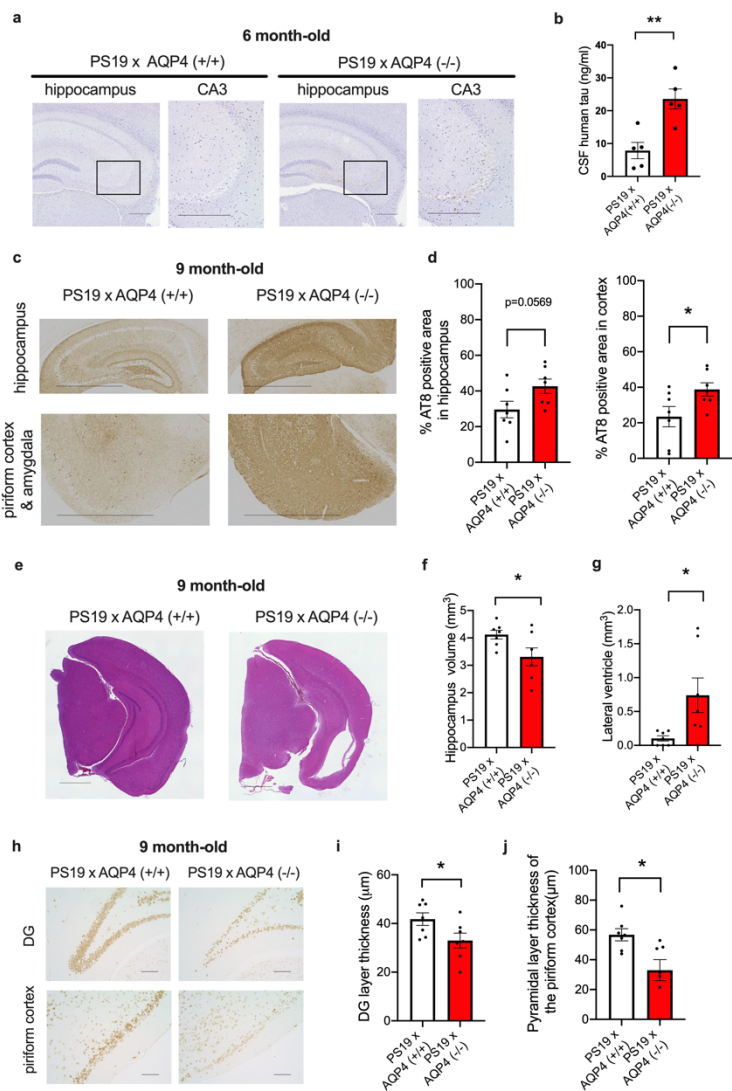 a
6 month-old
PS19 x AQP4 (+/+)
PS19 x AQP4 (-/-)
hippocampus
CA3
hippocampus
CA3
b
**
CSF human tau (ng/ml)
40
30
20
10
0
PS19 x
AQP4(+/+)
PS19 x
AQP4(-/-)
c
9 month-old
PS19 x AQP4 (+/+)
PS19 x AQP4 (-/-)
hippocampus
piriform cortex
& amygdala
d
% AT8 positive area
in hippocampus
p=0.0569
100
80
60
40
20
0
PS19 x
AQP4 (+/+)
PS19 x
AQP4 (-/-)
% AT8 positive area in cortex
*
100
80
60
40
20
0
PS19 x
AQP4 (+/+)
PS19 x
AQP4 (-/-)
e
9 month-old
PS19 x AQP4 (+/+)
PS19 x AQP4 (-/-)
f
*
Hippocampus volume (mm³)
5
4
3
2
1
0
PS19 x
AQP4 (+/+)
PS19 x
AQP4 (-/-)
g
*
Lateral ventricle (mm³)
2.0
1.5
1.0
0.5
0.0
PS19 x
AQP4 (+/+)
PS19 x
AQP4 (-/-)
h
9 month-old
PS19 x AQP4 (+/+)
PS19 x AQP4 (-/-)
DG
piriform cortex
i
*
DG layer thickness (μm)
60
40
20
0
PS19 x
AQP4 (+/+)
PS19 x
AQP4 (-/-)
j
*
Pyramidal layer thickness of
the piriform cortex(μm)
100
80
60
40
20
0
PS19 x
AQP4 (+/+)
PS19 x
AQP4 (-/-)